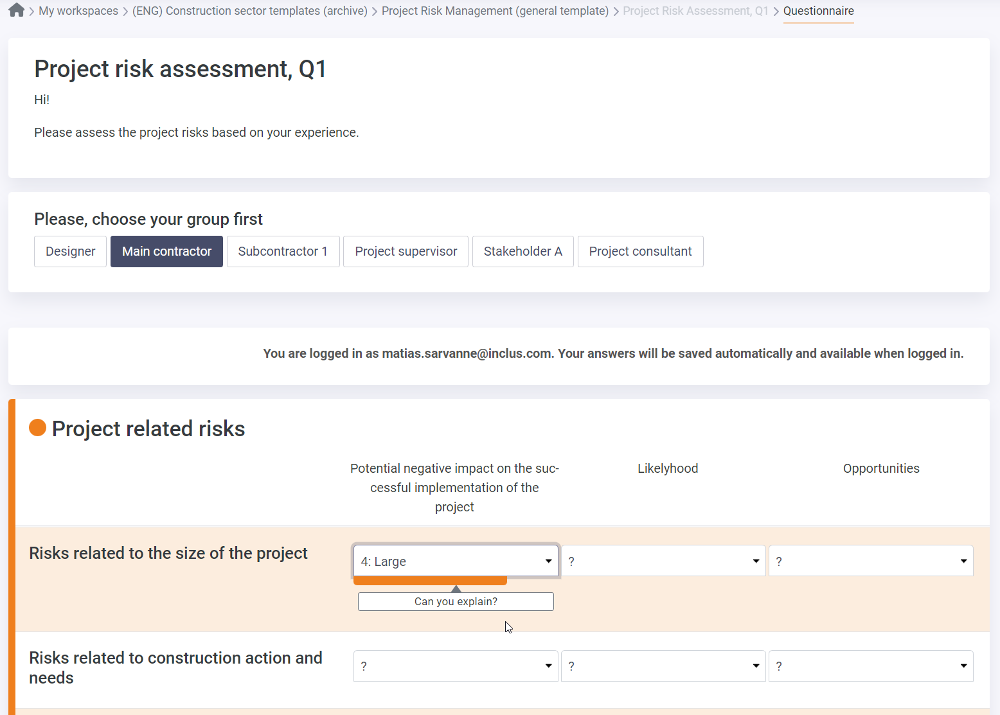 My workspaces > (ENG) Construction sector templates (archive) > Project Risk Management (general template) > Project Risk Assessment, Q1 > Questionnaire
Project risk assessment, Q1
Hi!
Please assess the project risks based on your experience.
Please, choose your group first
Designer Main contractor Subcontractor 1 Project supervisor Stakeholder A Project consultant
You are logged in as matias.sarvanne@inclus.com. Your answers will be saved automatically and available when logged in.
Project related risks
Potential negative impact on the suc-
cessful implementation of the
project
Likelyhood
Opportunities
Risks related to the size of the project
4: Large ? ?
Can you explain?
Risks related to construction action and
needs
? ? ?